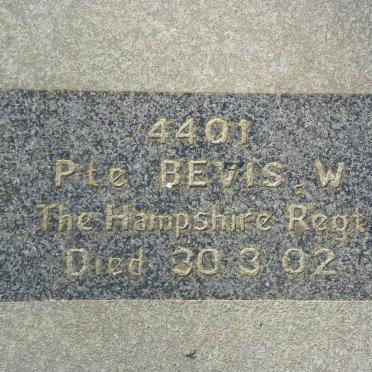 4401
Pte BEVIS, W
The Hampshire Regt
Died 30 3 02